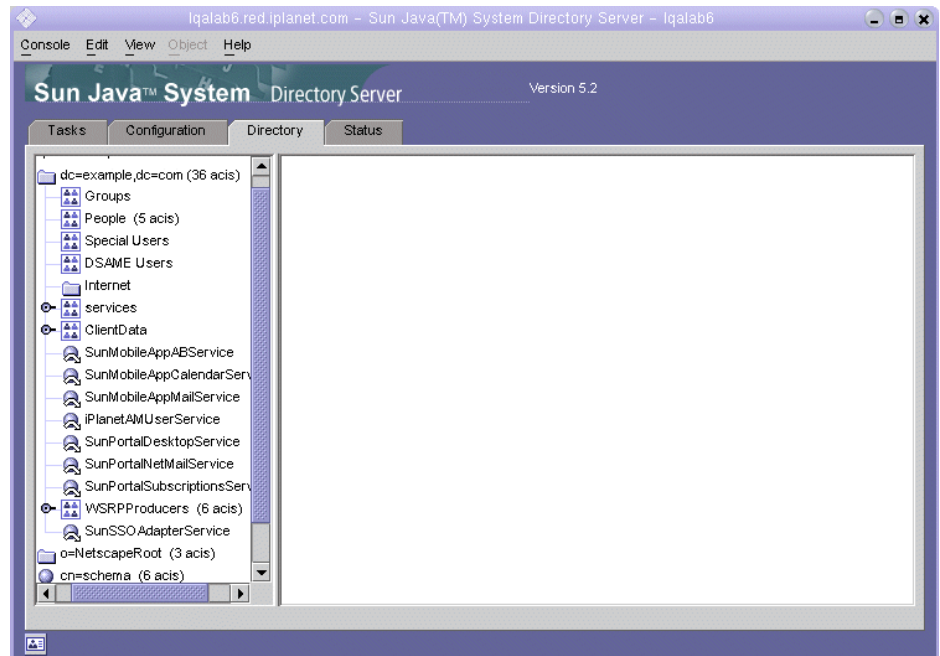 lqalab6.red.iplanet.com – Sun Java(TM) System Directory Server – lqalab6
Console Edit View Object Help
Sun Java™ System Directory Server
Version 5.2
Tasks Configuration Directory Status
dc=example,dc=com (36 acis)
Groups
People (5 acis)
Special Users
DSAME Users
Internet
services
ClientData
SunMobileAppABService
SunMobileAppCalendarServ
SunMobileAppMailService
iPlanetAMUserService
SunPortalDesktopService
SunPortalNetMailService
SunPortalSubscriptionsServ
WSRPProducers (6 acis)
SunSSOAdapterService
o=NetscapeRoot (3 acis)
cn=schema (6 acis)